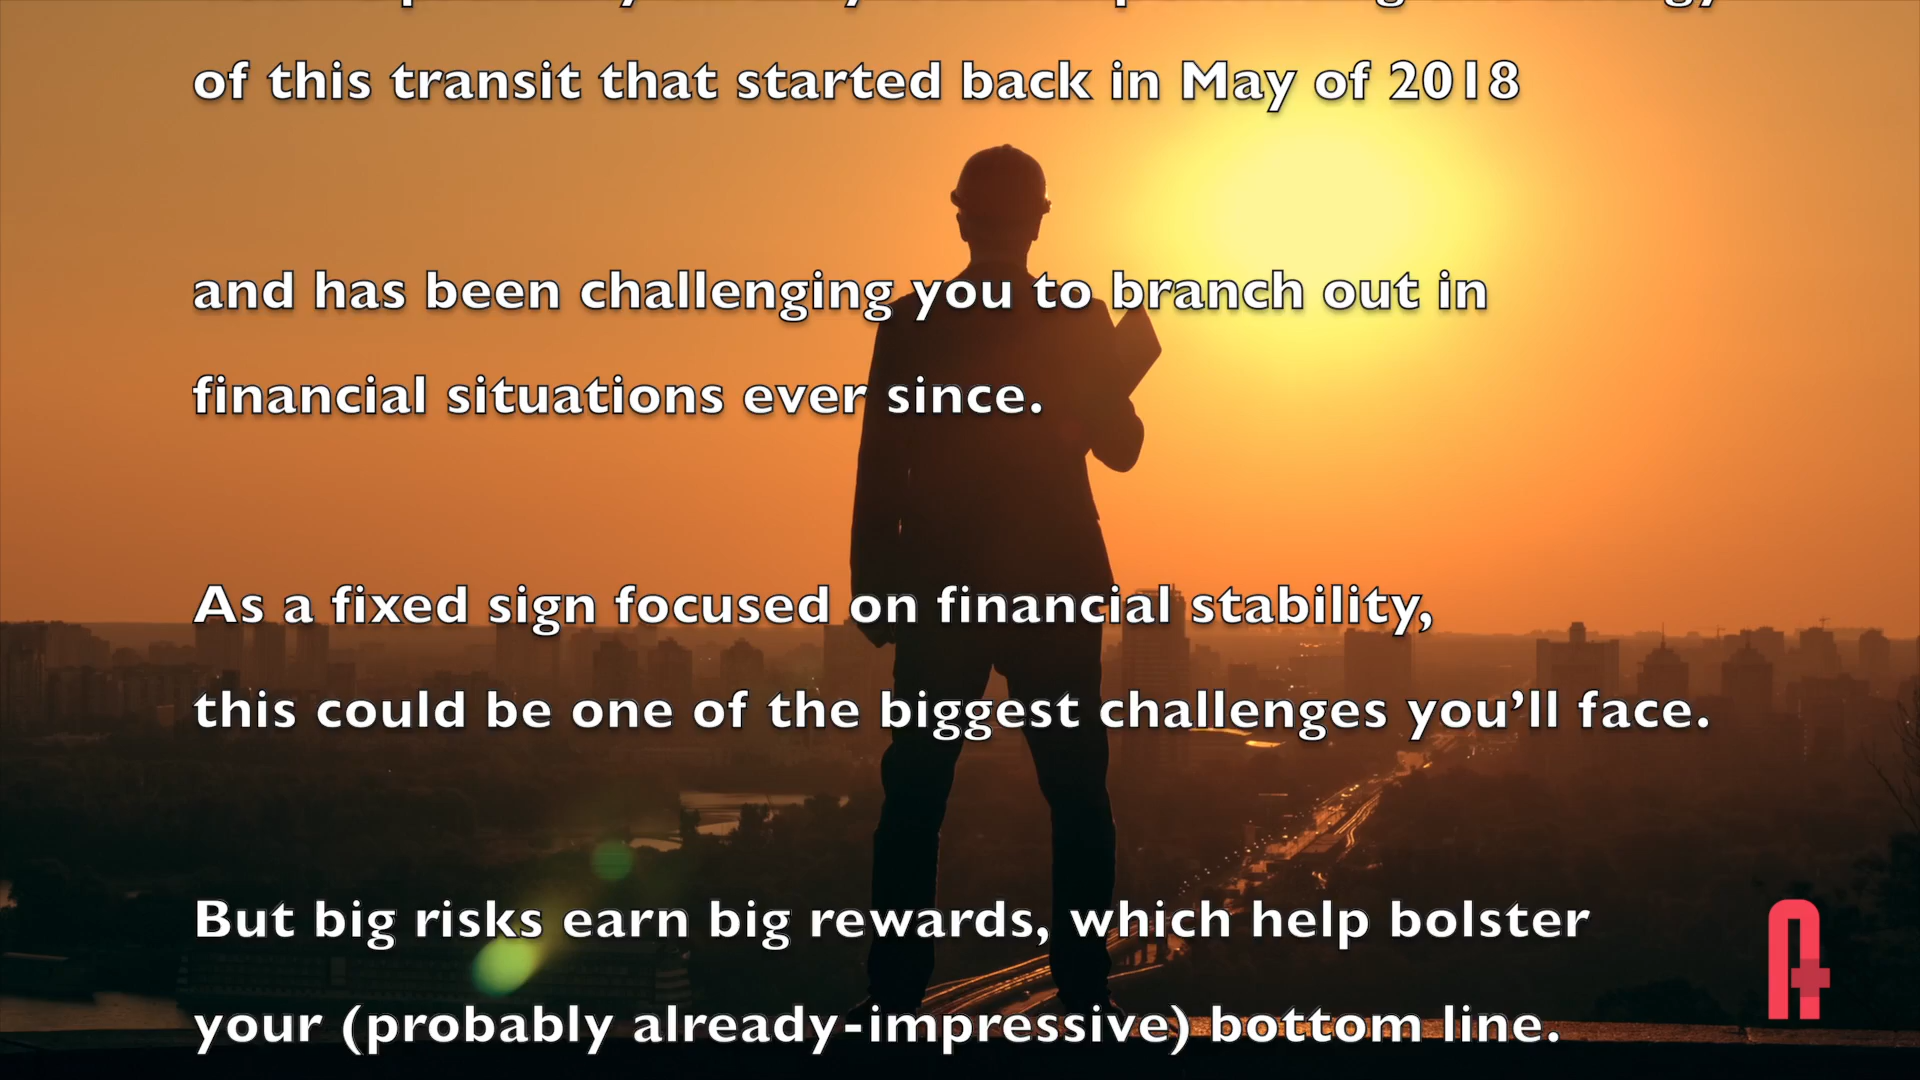 of this transit that started back in May of 2018
and has been challenging you to branch out in
financial situations ever since.
As a fixed sign focused on financial stability,
this could be one of the biggest challenges you’ll face.
But big risks earn big rewards, which help bolster
your (probably already-impressive) bottom line.